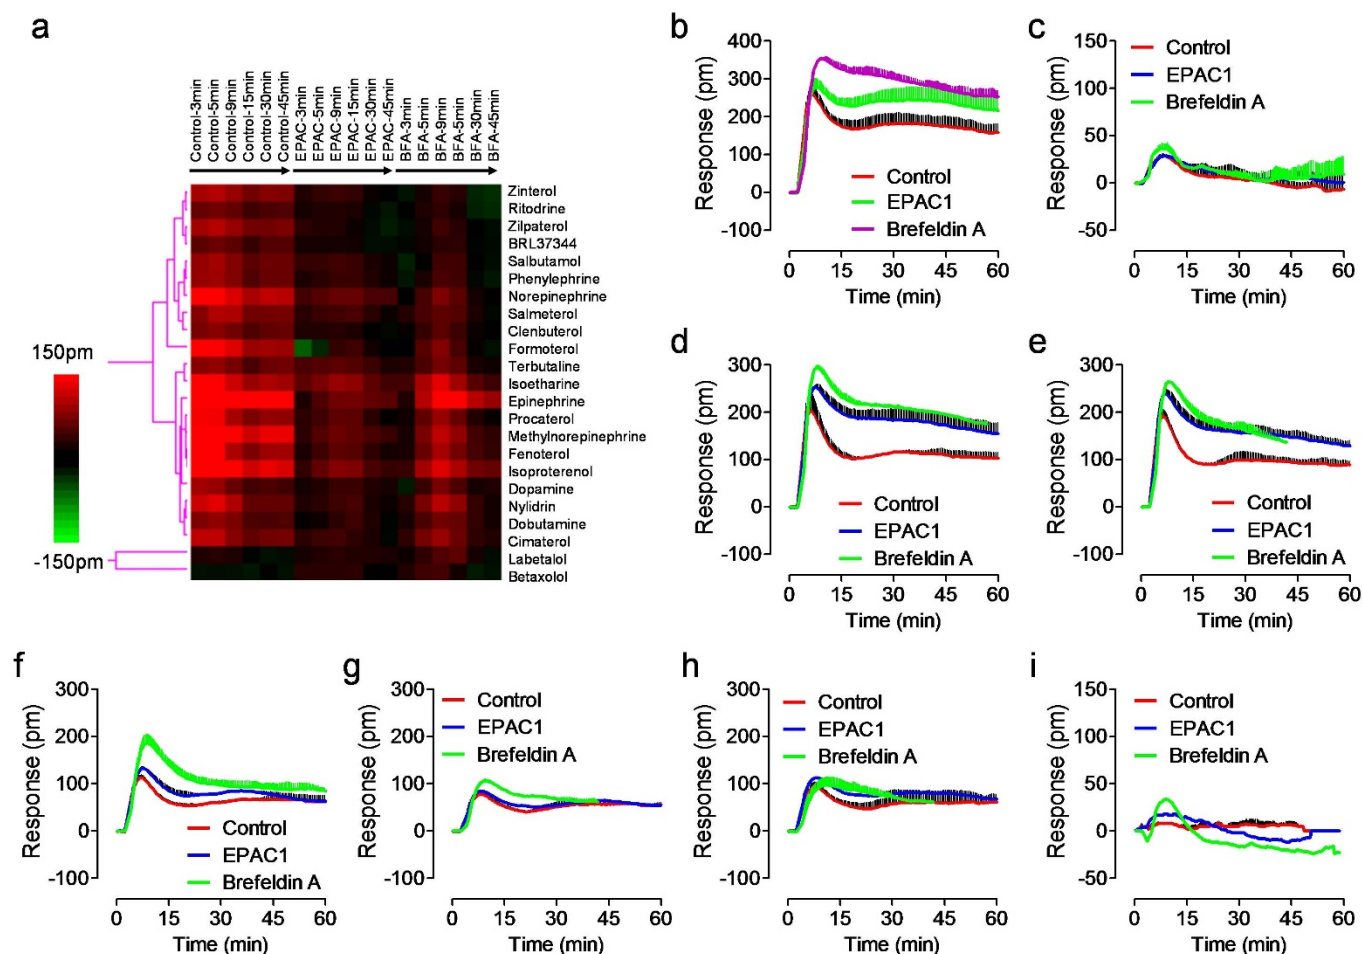 a
Control-3min
Control-5min
Control-9min
Control-15min
Control-30min
Control-45min
EPAC-3min
EPAC-5min
EPAC-9min
EPAC-15min
EPAC-30min
EPAC-45min
BFA-3min
BFA-5min
BFA-9min
BFA-5min
BFA-30min
BFA-45min
Zinterol
Ritodrine
Zilpaterol
BRL37344
Salbutamol
Phenylephrine
Norepinephrine
Salmeterol
Clenbuterol
Formoterol
Terbutaline
Isoetharine
Epinephrine
Procaterol
Methylnorepinephrine
Fenoterol
Isoproterenol
Dopamine
Nylidrin
Dobutamine
Cimaterol
Labetalol
Betaxolol
150pm
-150pm
b
Response (pm)
400
300
200
100
0
-100
Control
EPAC1
Brefeldin A
0 15 30 45 60
Time (min)
c
Response (pm)
150
100
50
0
-50
Control
EPAC1
Brefeldin A
0 15 30 45 60
Time (min)
d
Response (pm)
300
200
100
0
-100
Control
EPAC1
Brefeldin A
0 15 30 45 60
Time (min)
e
Response (pm)
300
200
100
0
-100
Control
EPAC1
Brefeldin A
0 15 30 45 60
Time (min)
f
Response (pm)
300
200
100
0
-100
Control
EPAC1
Brefeldin A
0 15 30 45 60
Time (min)
g
Response (pm)
300
200
100
0
-100
Control
EPAC1
Brefeldin A
0 15 30 45 60
Time (min)
h
Response (pm)
300
200
100
0
-100
Control
EPAC1
Brefeldin A
0 15 30 45 60
Time (min)
i
Response (pm)
150
100
50
0
-50
Control
EPAC1
Brefeldin A
0 15 30 45 60
Time (min)